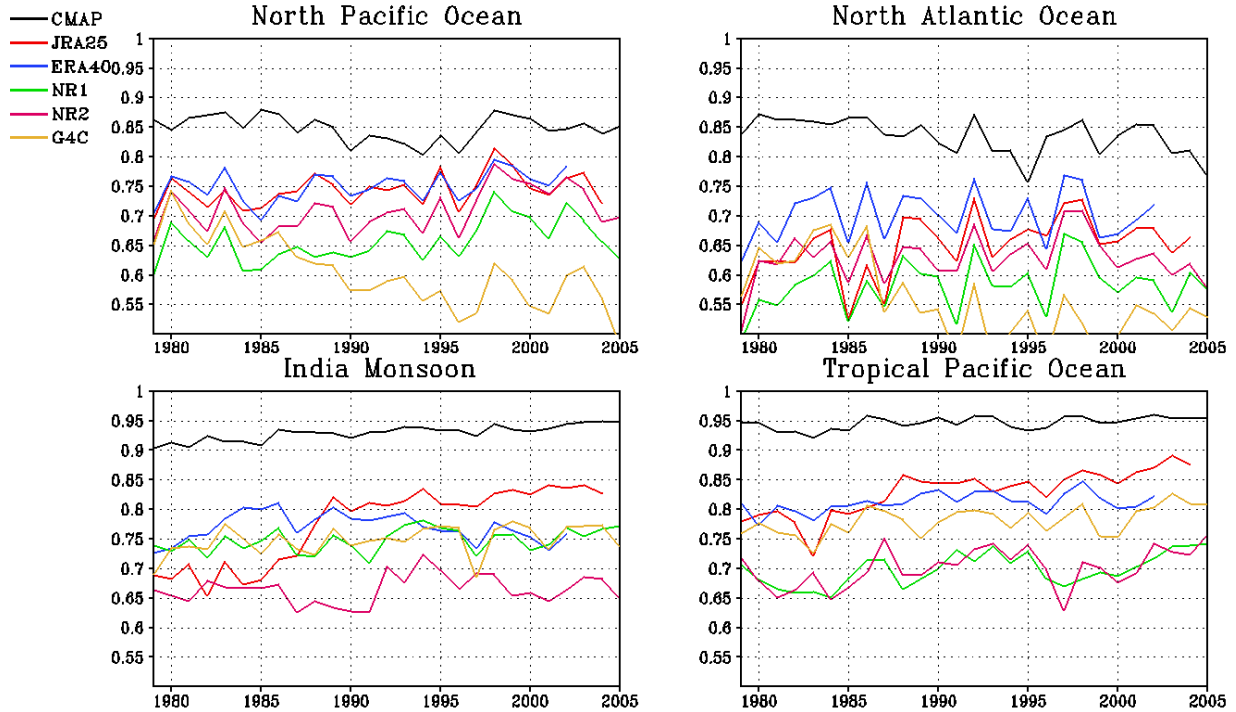 CMAP
JRA25
ERA40
NR1
NR2
G4C
North Pacific Ocean
1
0.95
0.9
0.85
0.8
0.75
0.7
0.65
0.6
0.55
1980 1985 1990 1995 2000 2005
North Atlantic Ocean
1
0.95
0.9
0.85
0.8
0.75
0.7
0.65
0.6
0.55
1980 1985 1990 1995 2000 2005
India Monsoon
1
0.95
0.9
0.85
0.8
0.75
0.7
0.65
0.6
0.55
1980 1985 1990 1995 2000 2005
Tropical Pacific Ocean
1
0.95
0.9
0.85
0.8
0.75
0.7
0.65
0.6
0.55
1980 1985 1990 1995 2000 2005